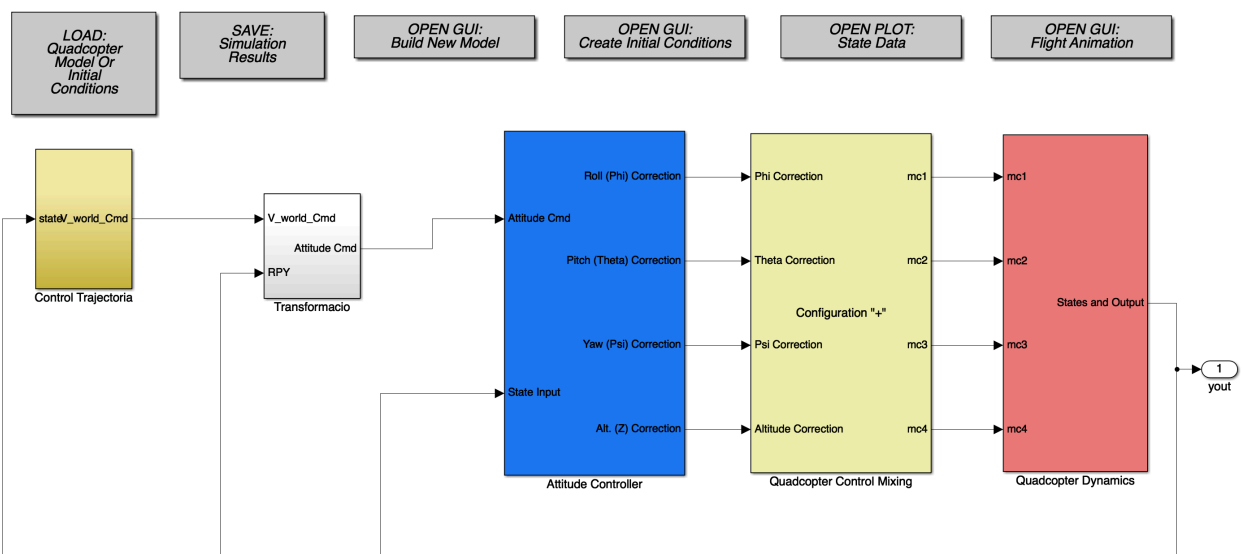 LOAD:
Quadcopter
Model Or
Initial
Conditions
SAVE:
Simulation
Results
OPEN GUI:
Build New Model
OPEN GUI:
Create Initial Conditions
OPEN PLOT:
State Data
OPEN GUI:
Flight Animation
state
V_world_Cmd
Control Trajectoria
V_world_Cmd
Attitude Cmd
RPY
Transformacio
Attitude Cmd
State Input
Roll (Phi) Correction
Pitch (Theta) Correction
Yaw (Psi) Correction
Alt. (Z) Correction
Attitude Controller
Phi Correction
mc1
Theta Correction
mc2
Configuration "+"
Psi Correction
mc3
Altitude Correction
mc4
Quadcopter Control Mixing
mc1
mc2
States and Output
mc3
mc4
Quadcopter Dynamics
1
yout